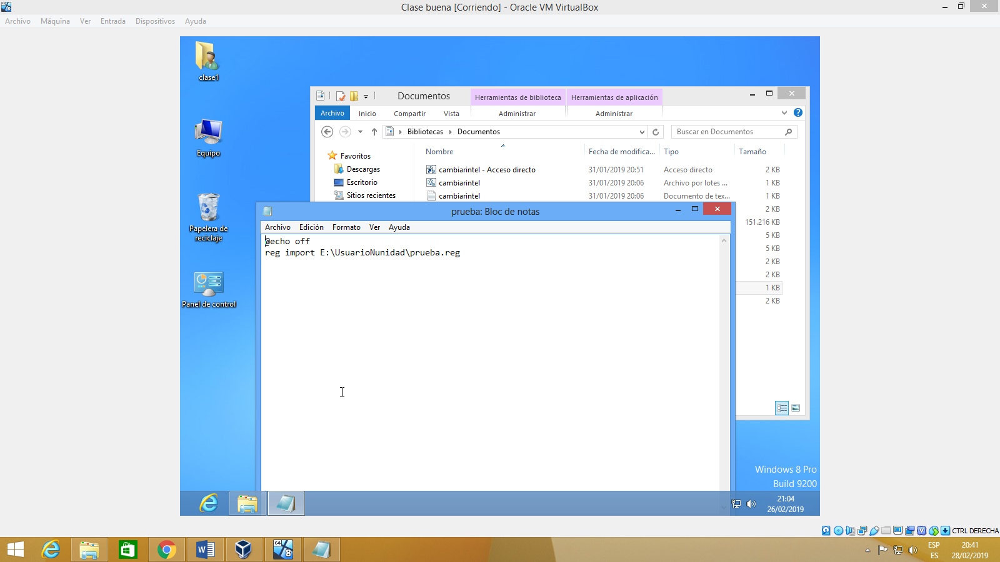 Clase buena [Corriendo] - Oracle VM VirtualBox
Archivo Máquina Ver Entrada Dispositivos Ayuda
clase1
Equipo
Papelera de
reciclaje
Panel de control
Documentos
Herramientas de biblioteca Herramientas de aplicación
Archivo Inicio Compartir Vista Administrar Administrar
Bibliotecas Documentos
Buscar en Documentos
Nombre Fecha de modifica... Tipo Tamaño
Favoritos
Descargas
Escritorio
Sitios recientes
cambiarintel - Acceso directo 31/01/2019 20:51 Acceso directo 2 KB
cambiarintel 31/01/2019 20:06 Archivo por lotes ... 1 KB
cambiarintel 31/01/2019 20:06 Documento de tex... 1 KB
2 KB
151.216 KB
5 KB
5 KB
2 KB
2 KB
1 KB
2 KB
prueba: Bloc de notas
Archivo Edición Formato Ver Ayuda
@echo off
reg import E:\UsuarioNunidad\prueba.reg
Windows 8 Pro
Build 9200
21:04
26/02/2019
CTRL DERECHA
64
8
ESP
ES
20:41
28/02/2019